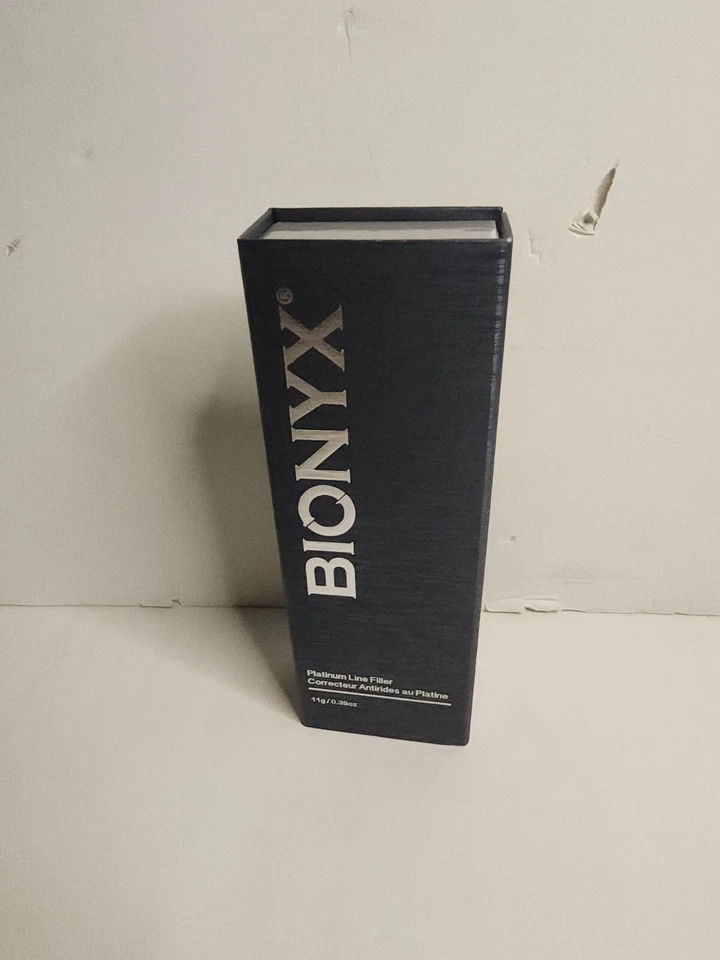 BIONYX®
Platinum Line Filler
Correcteur Antirides au Platine
11g / 0.39oz